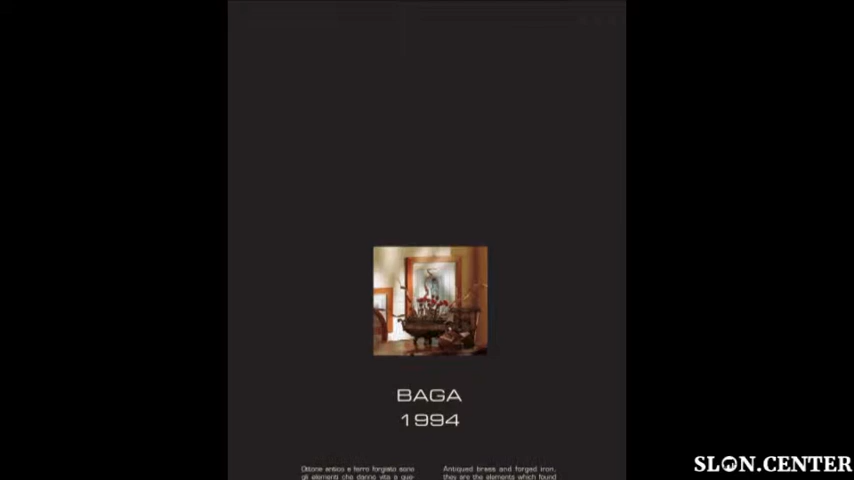 BAGA
1994
Ottone antico e ferro forgiato sono
gli elementi che danno vita a que-
Antiqued brass and forged iron,
they are the elements which found
SLON.CENTER